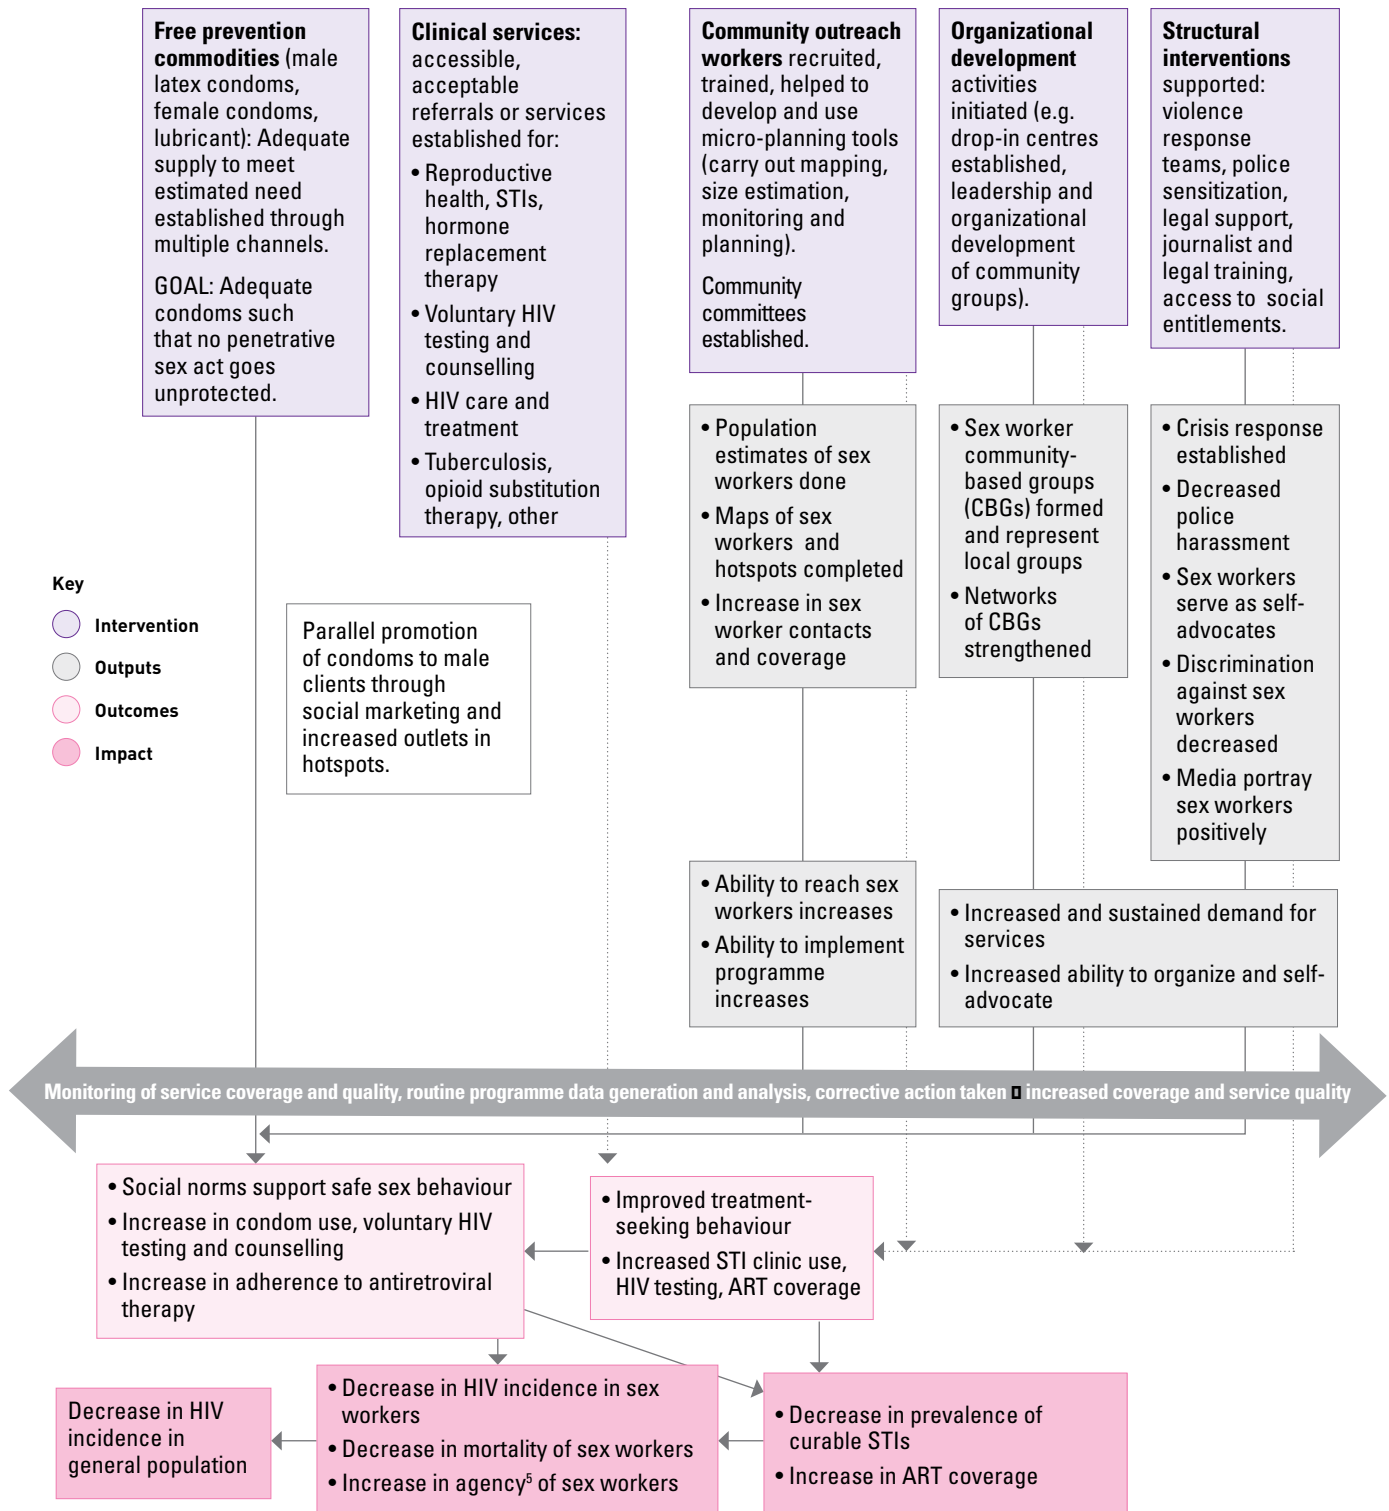 Free prevention
commodities (male
latex condoms,
female condoms,
lubricant): Adequate
supply to meet
estimated need
established through
multiple channels.
GOAL: Adequate
condoms such
that no penetrative
sex act goes
unprotected.
Clinical services:
accessible,
acceptable
referrals or services
established for:
• Reproductive
health, STIs,
hormone
replacement
therapy
• Voluntary HIV
testing and
counselling
• HIV care and
treatment
• Tuberculosis,
opioid substitution
therapy, other
Community outreach
workers recruited,
trained, helped to
develop and use
micro-planning tools
(carry out mapping,
size estimation,
monitoring and
planning).
Community
committees
established.
Organizational
development
activities
initiated (e.g.
drop-in centres
established,
leadership and
organizational
development
of community
groups).
Structural
interventions
supported:
violence
response
teams, police
sensitization,
legal support,
journalist and
legal training,
access to social
entitlements.
• Population
estimates of sex
workers done
• Maps of sex
workers and
hotspots completed
• Increase in sex
worker contacts
and coverage
• Sex worker
community-
based groups
(CBGs) formed
and represent
local groups
• Networks
of CBGs
strengthened
• Crisis response
established
• Decreased
police
harassment
• Sex workers
serve as self-
advocates
• Discrimination
against sex
workers
decreased
• Media portray
sex workers
positively
Key
Intervention
Outputs
Outcomes
Impact
Parallel promotion
of condoms to male
clients through
social marketing and
increased outlets in
hotspots.
• Ability to reach sex
workers increases
• Ability to implement
programme
increases
• Increased and sustained demand for
services
• Increased ability to organize and self-
advocate
Monitoring of service coverage and quality, routine programme data generation and analysis, corrective action taken increased coverage and service quality
• Social norms support safe sex behaviour
• Increase in condom use, voluntary HIV
testing and counselling
• Increase in adherence to antiretroviral
therapy
• Improved treatment-
seeking behaviour
• Increased STI clinic use,
HIV testing, ART coverage
Decrease in HIV
incidence in
general population
• Decrease in HIV incidence in sex
workers
• Decrease in mortality of sex workers
• Increase in agency⁵ of sex workers
• Decrease in prevalence of
curable STIs
• Increase in ART coverage